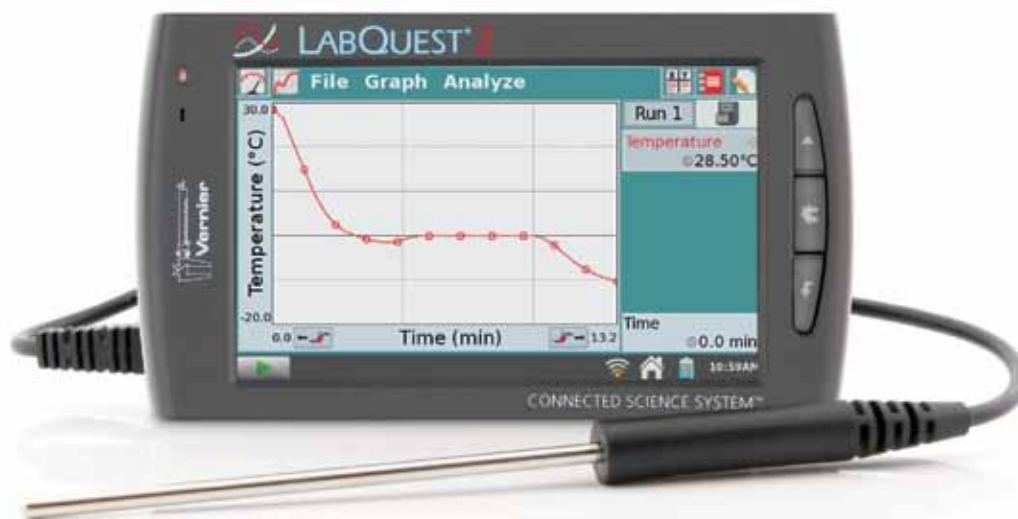 LABQUEST® 2
File Graph Analyze
Run 1
Temperature
28.50°C
30.0
Temperature (°C)
-20.0
0.0
Time (min)
13.2
Time
0.0 min
10:59AM
Vernier
CONNECTED SCIENCE SYSTEM™